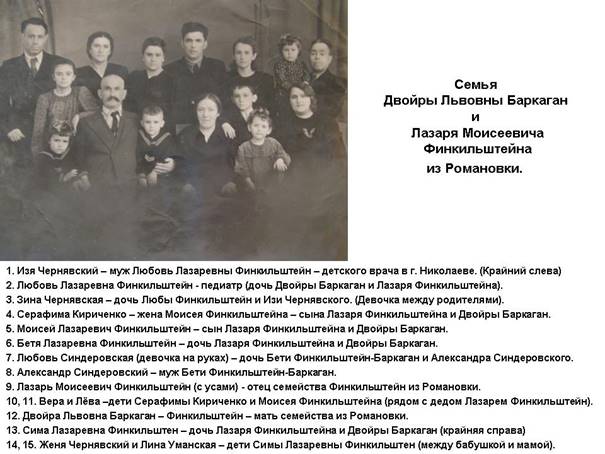 Семья
Двойры Львовны Баркаган
и
Лазаря Моисеевича
Финкильштейна
из Романовки.
1. Изя Чернявский – муж Любовь Лазаревны Финкильштейн – детского врача в г. Николаеве. (Крайний слева)
2. Любовь Лазаревна Финкильштейн - педиатр (дочь Двойры Баркаган и Лазаря Финкильштейна).
3. Зина Чернявская – дочь Любы Финкильштейн и Изи Чернявского. (Девочка между родителями).
4. Серафима Кириченко – жена Моисея Финкильштейна – сына Лазаря Финкильштейна и Двойры Баркаган.
5. Моисей Лазаревич Финкильштейн – сын Лазаря Финкильштейна и Двойры Баркаган.
6. Бетя Лазаревна Финкильштейн – дочь Лазаря Финкильштейна и Двойры Баркаган.
7. Любовь Синдеровская (девочка на руках) – дочь Бети Финкильштейн-Баркаган и Александра Синдеровского.
8. Александр Синдеровский – муж Бети Финкильштейн-Баркаган.
9. Лазарь Моисеевич Финкильштейн (с усами) - отец семейства Финкильштейн из Романовки.
10, 11. Вера и Лёва –дети Серафимы Кириченко и Моисея Финкильштейна (рядом с дедом Лазарем Финкильштейн).
12. Двойра Львовна Баркаган – Финкильштейн – мать семейства из Романовки.
13. Сима Лазаревна Финкильштен – дочь Лазаря Финкильштейна и Двойры Баркаган (крайняя справа)
14, 15. Женя Чернявский и Лина Уманская – дети Симы Лазаревны Финкильштен (между бабушкой и мамой).